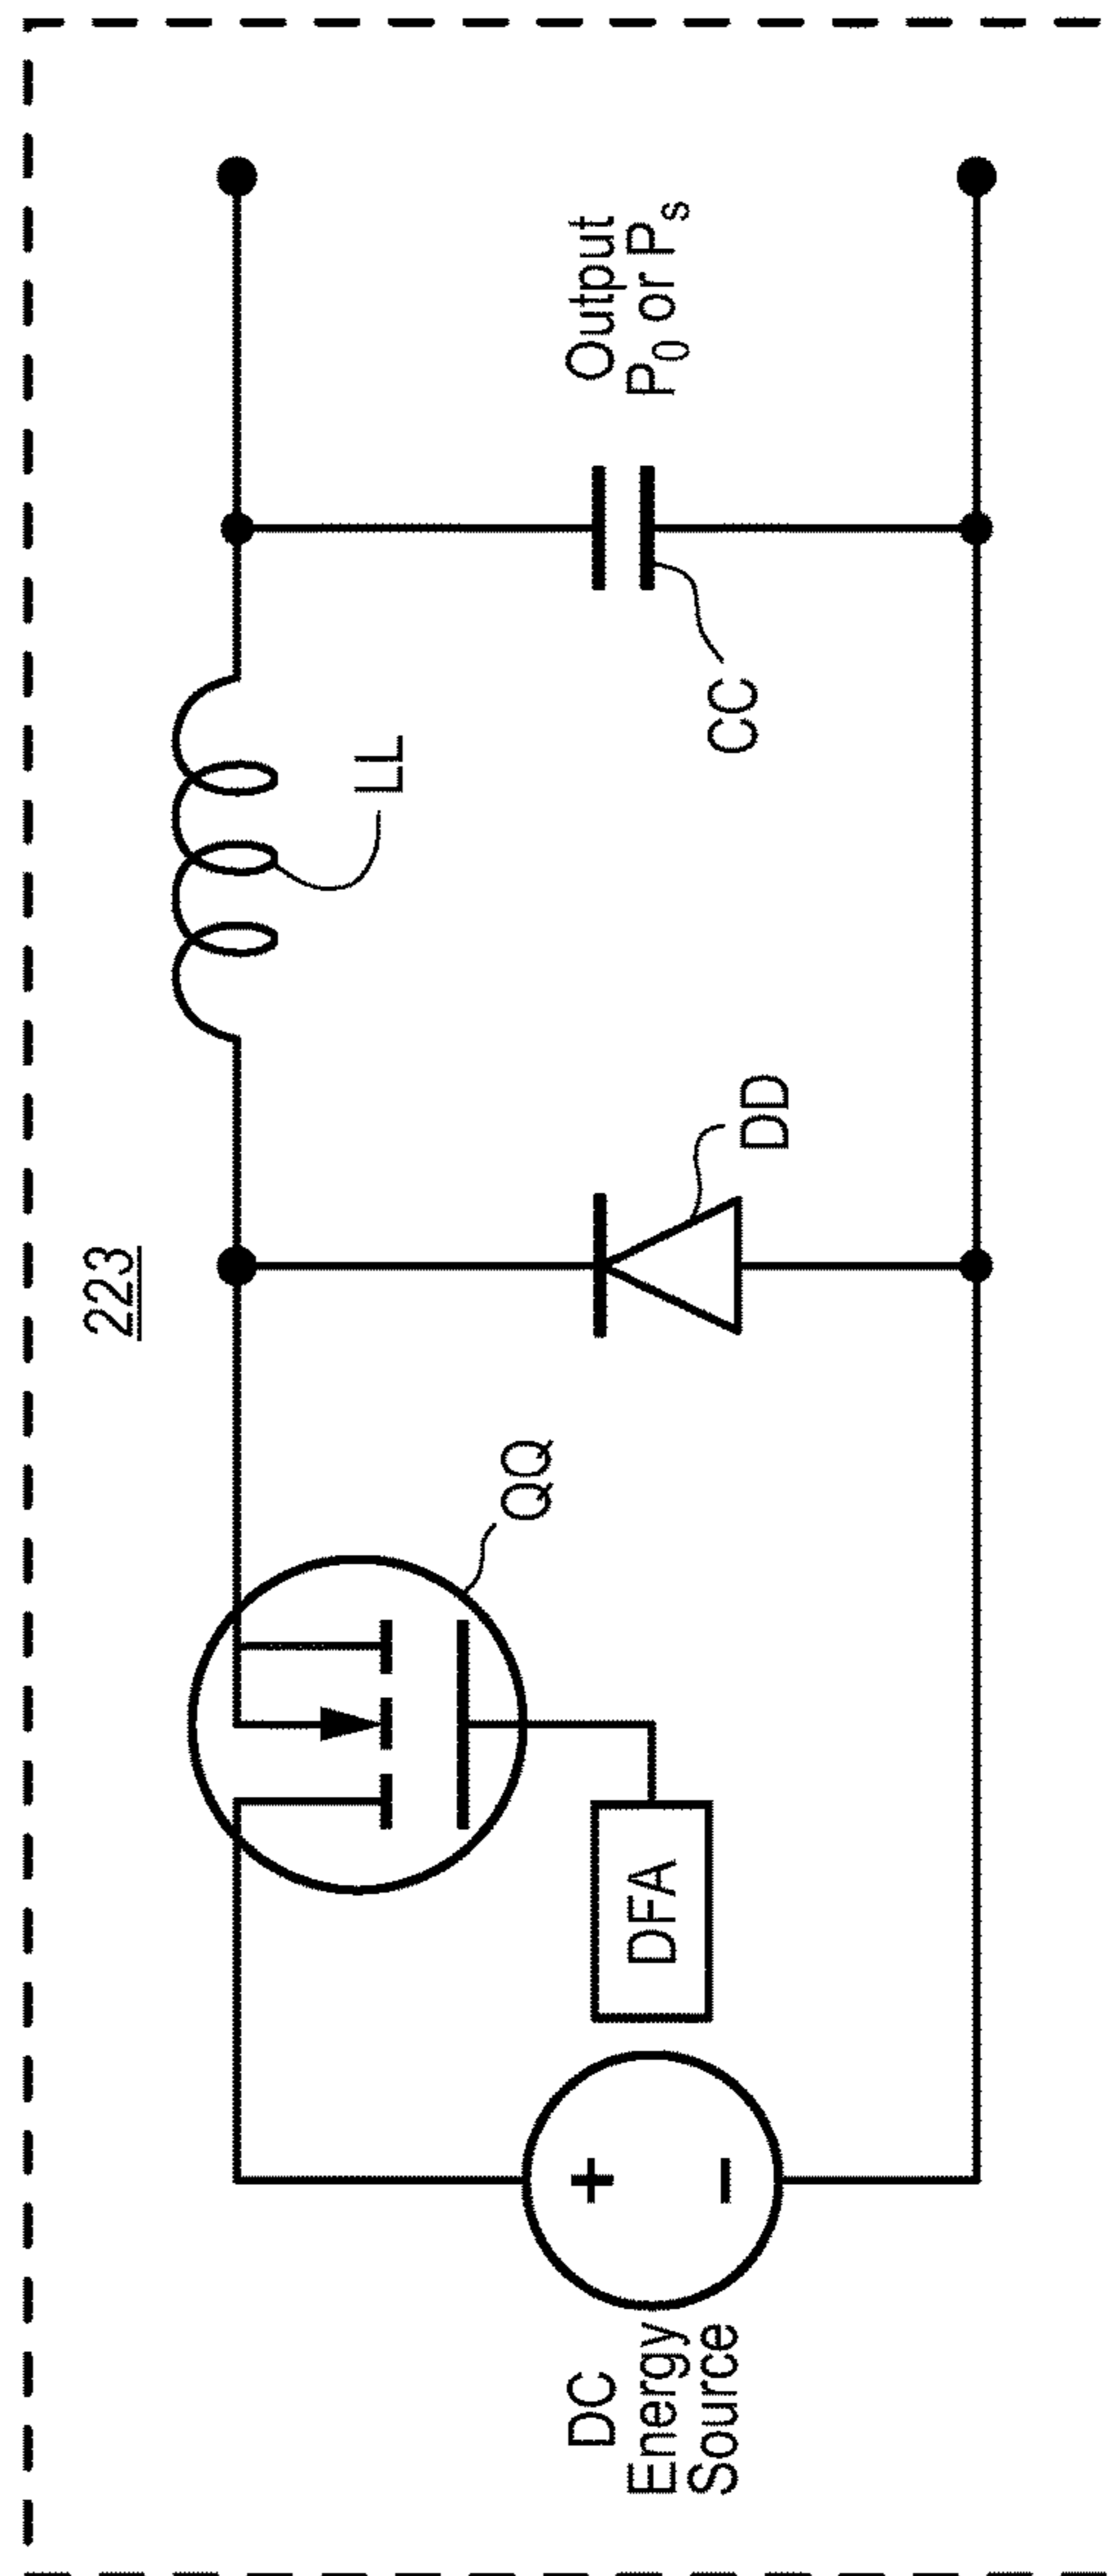 223
DC
Energy
Source
+
−
DFA
QQ
DD
LL
CC
Output
P₀ or Pₛ